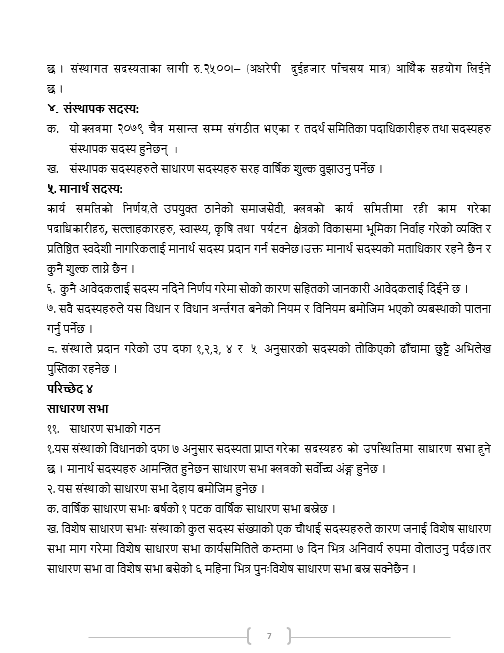 छ । संस्थागत सदस्यताका लागी रु.२५००।– (अक्षरेपी दुईहजार पाँचसय मात्र) आर्थिक सहयोग लिईने
छ ।
४. संस्थापक सदस्य:
क. यो क्लवमा २०७९ चैत्र मसान्त सम्म संगठीत भएका र तदर्थ समितिका पदाधिकारीहरु तथा सदस्यहरु
संस्थापक सदस्य हुनेछन् ।
ख. संस्थापक सदस्यहरुले साधारण सदस्यहरु सरह वार्षिक शुल्क वुझाउनु पर्नेछ ।
५. मानार्थ सदस्य:
कार्य समतिको निर्णय.ले उपयुक्त ठानेको समाजसेवी, क्लवको कार्य समितीमा रही काम गरेका
पदाधिकारीहरु, सल्लाहकारहरु, स्वास्थ्य, कृषि तथा पर्यटन क्षेत्रको विकासमा भूमिका निर्वाह गरेको व्यक्ति र
प्रतिष्ठित स्वदेशी नागरिकलाई मानार्थ सदस्य प्रदान गर्न सक्नेछ।उक्त मानार्थ सदस्यको मताधिकार रहने छैन र
कुनै शुल्क लाग्ने छैन ।
६. कुनै आवेदकलाई सदस्य नदिने निर्णय गरेमा सोको कारण सहितको जानकारी आवेदकलाई दिईने छ ।
७. सवै सदस्यहरुले यस विधान र विधान अर्न्तगत बनेको नियम र विनियम बमोजिम भएको व्यबस्थाको पालना
गर्नु पर्नेछ ।
८. संस्थाले प्रदान गरेको उप दफा १,२,३, ४ र ५ अनुसारको सदस्यको तोकिएको ढाँचामा छुट्टै अभिलेख
पुस्तिका रहनेछ ।
परिच्छेद ४
साधारण सभा
११. साधारण सभाको गठन
१.यस संस्थाको विधानको दफा ७ अनुसार सदस्यता प्राप्त गरेका सदस्यहरु को उपस्थितिमा साधारण सभा हुने
छ । मानार्थ सदस्यहरु आमन्त्रित हुनेछन साधारण सभा क्लवको सर्वोच्च अंङ्ग हुनेछ ।
२. यस संस्थाको साधारण सभा देहाय बमोजिम हुनेछ ।
क. वार्षिक साधारण सभाः बर्षको १ पटक वार्षिक साधारण सभा बस्नेछ ।
ख. विशेष साधारण सभाः संस्थाको कुल सदस्य संख्याको एक चौथाई सदस्यहरुले कारण जनाई विशेष साधारण
सभा माग गरेमा विशेष साधारण सभा कार्यसमितिले कम्तमा ७ दिन भित्र अनिवार्य रुपमा वोलाउनु पर्दछ।तर
साधारण सभा वा विशेष सभा बसेको ६ महिना भित्र पुनःविशेष साधारण सभा बस्न सक्नेछैन ।
7